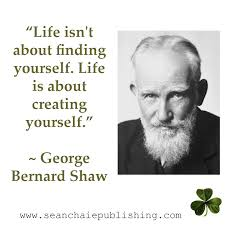 “Life isn't
about finding
yourself. Life
is about
creating
yourself.”
~ George
Bernard Shaw
www.seanchaiepublishing.com